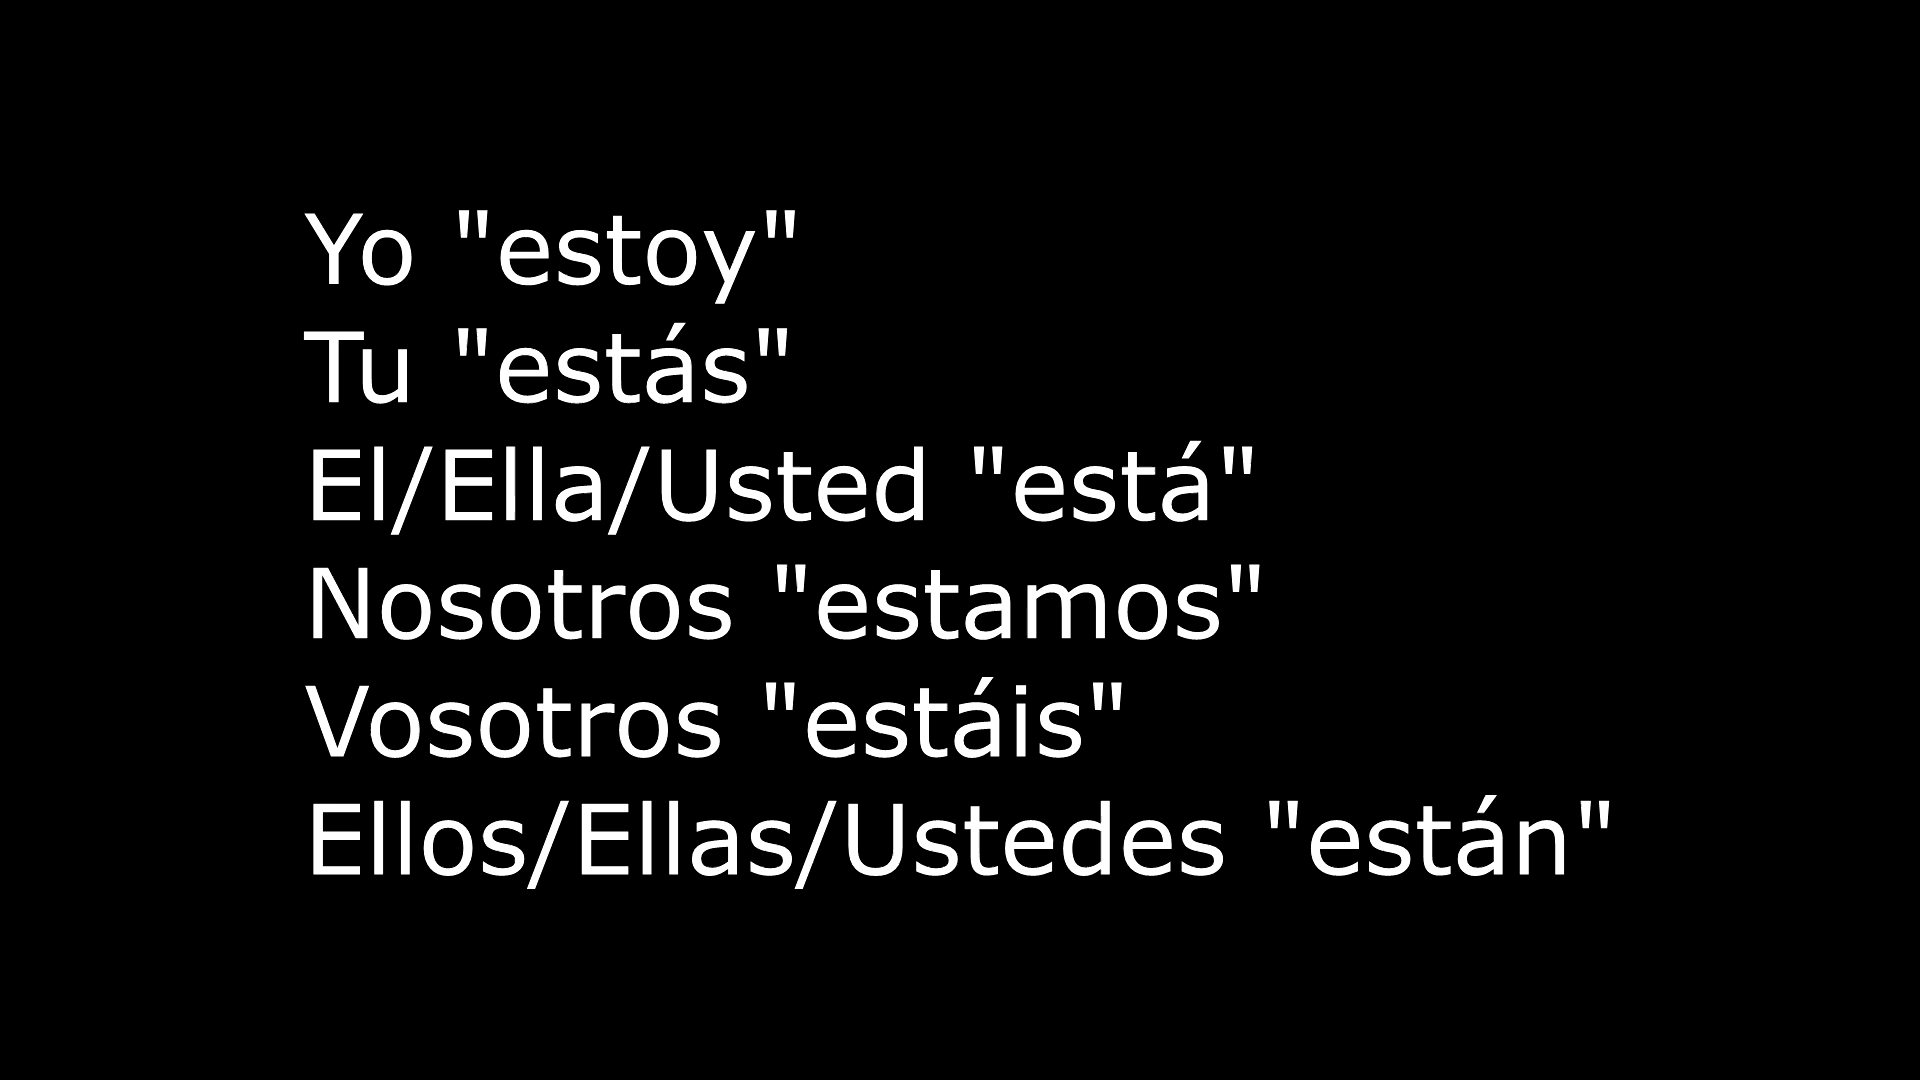 Yo "estoy"
Tu "estás"
El/Ella/Usted "está"
Nosotros "estamos"
Vosotros "estáis"
Ellos/Ellas/Ustedes "están"